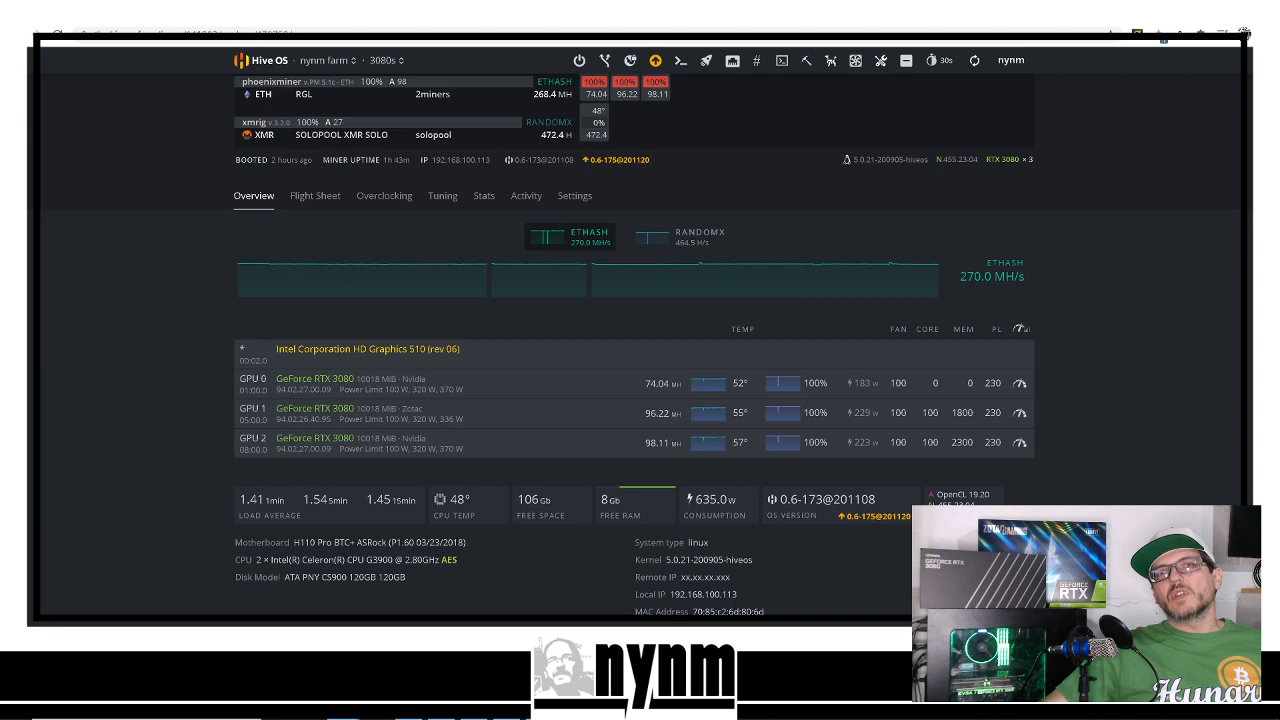 Hive OS · nynm farm · 3080s
30s nynm
phoenixminer v.PM 5.1c - ETH 100% A 98 ETHASH 100% 100% 100%
ETH RGL 2miners 268.4 MH 74.04 96.22 98.11
48°
xmrig v.3.2.0 100% A 27 RANDOMX 0%
XMR SOLOPOOL XMR SOLO solopool 472.4 H 472.4
BOOTED 2 hours ago MINER UPTIME 1h 43m IP 192.168.100.113 0.6-173@201108 0.6-175@201120 5.0.21-200905-hiveos N 455.23.04 RTX 3080 × 3
Overview Flight Sheet Overclocking Tuning Stats Activity Settings
ETHASH RANDOMX
270.0 MH/s 464.5 H/s
ETHASH
270.0 MH/s
TEMP FAN CORE MEM PL
* Intel Corporation HD Graphics 510 (rev 06)
00:02.0
GPU 0 GeForce RTX 3080 10018 MiB · Nvidia 74.04 MH 52° 100% 183 W 100 0 0 230
01:00.0 94.02.27.00.09 Power Limit 100 W, 320 W, 370 W
GPU 1 GeForce RTX 3080 10018 MiB · Zotac 96.22 MH 55° 100% 229 W 100 100 1800 230
05:00.0 94.02.26.40.95 Power Limit 100 W, 320 W, 336 W
GPU 2 GeForce RTX 3080 10018 MiB · Nvidia 98.11 MH 57° 100% 223 W 100 100 2300 230
08:00.0 94.02.27.00.09 Power Limit 100 W, 320 W, 370 W
1.41 1min 1.54 5min 1.45 15min 48° 106 Gb 8 Gb 635.0 W 0.6-173@201108 A OpenCL 19.20
LOAD AVERAGE CPU TEMP FREE SPACE FREE RAM CONSUMPTION OS VERSION 0.6-175@201120
Motherboard H110 Pro BTC+ ASRock (P1.60 03/23/2018) System type linux
CPU 2 × Intel(R) Celeron(R) CPU G3900 @ 2.80GHz AES Kernel 5.0.21-200905-hiveos
Disk Model ATA PNY CS900 120GB 120GB Remote IP xx.xx.xx.xxx
Local IP 192.168.100.113
MAC Address 70:85:c2:6d:80:6d
ZOTAC GAMING
GEFORCE RTX
3080
GEFORCE
RTX
nynm